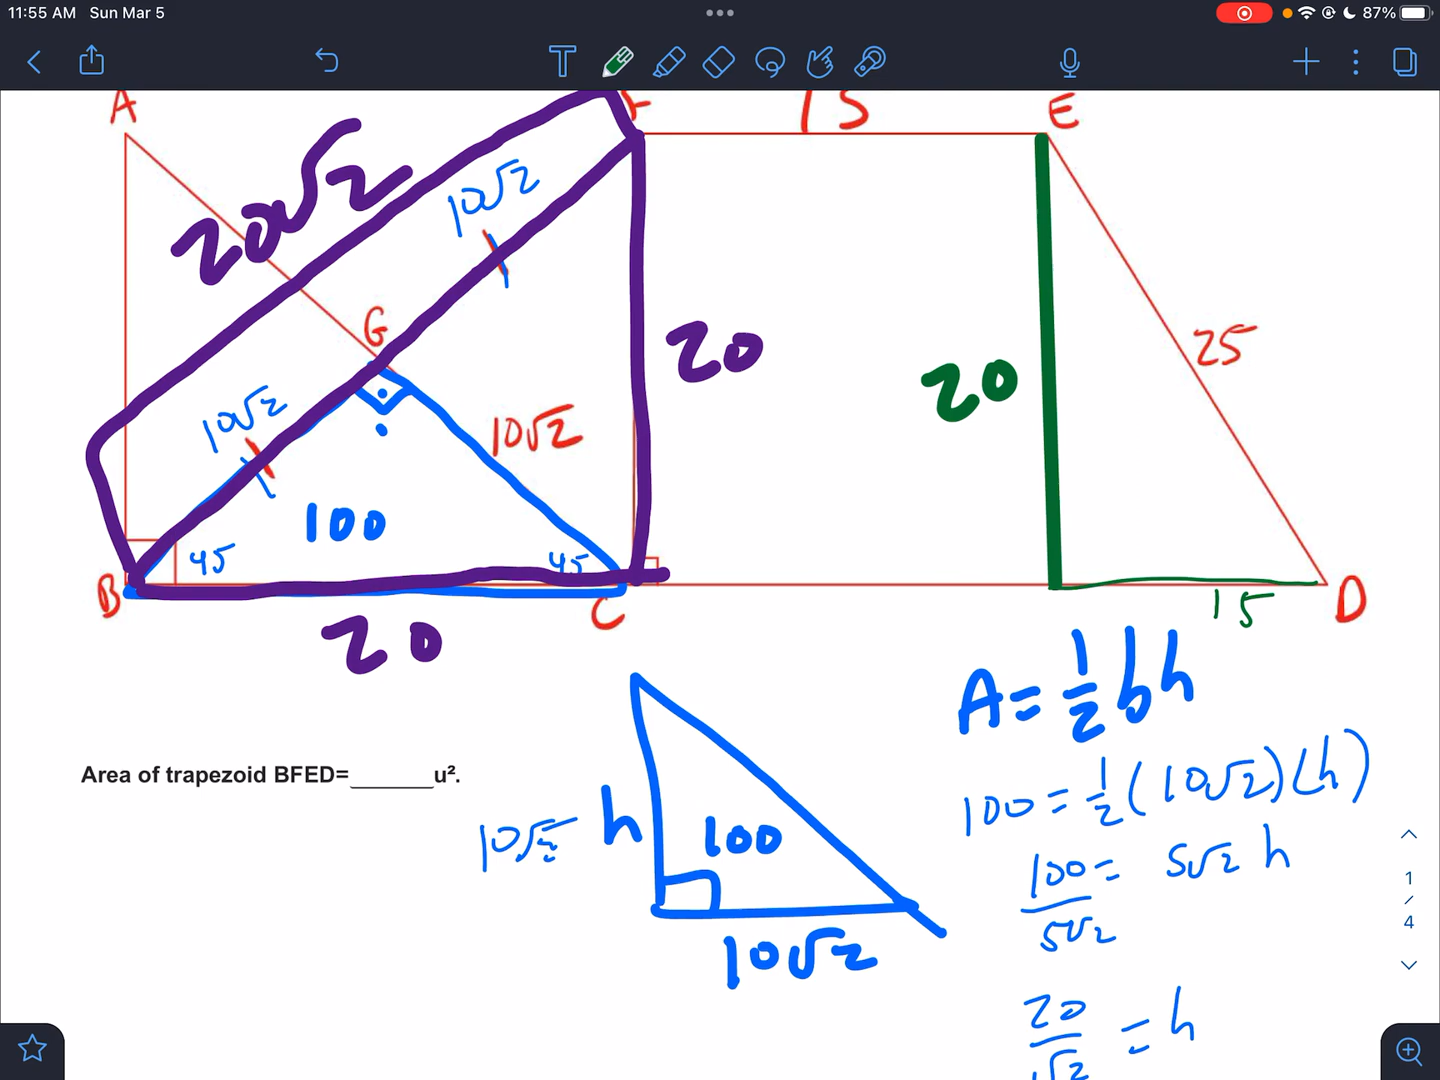 11:55 AM Sun Mar 5
87%
T
A
F
15
E
20√2
10√2
G
20
20
25
10√2
10√2
100
45
45
B
C
D
20
15
A = 1/2 bh
Area of trapezoid BFED=______u².
100 = 1/2 (10√2)(h)
10√2
h
100
100 = 5√2 h
5√2
10√2
20/√2 = h
1
/
4